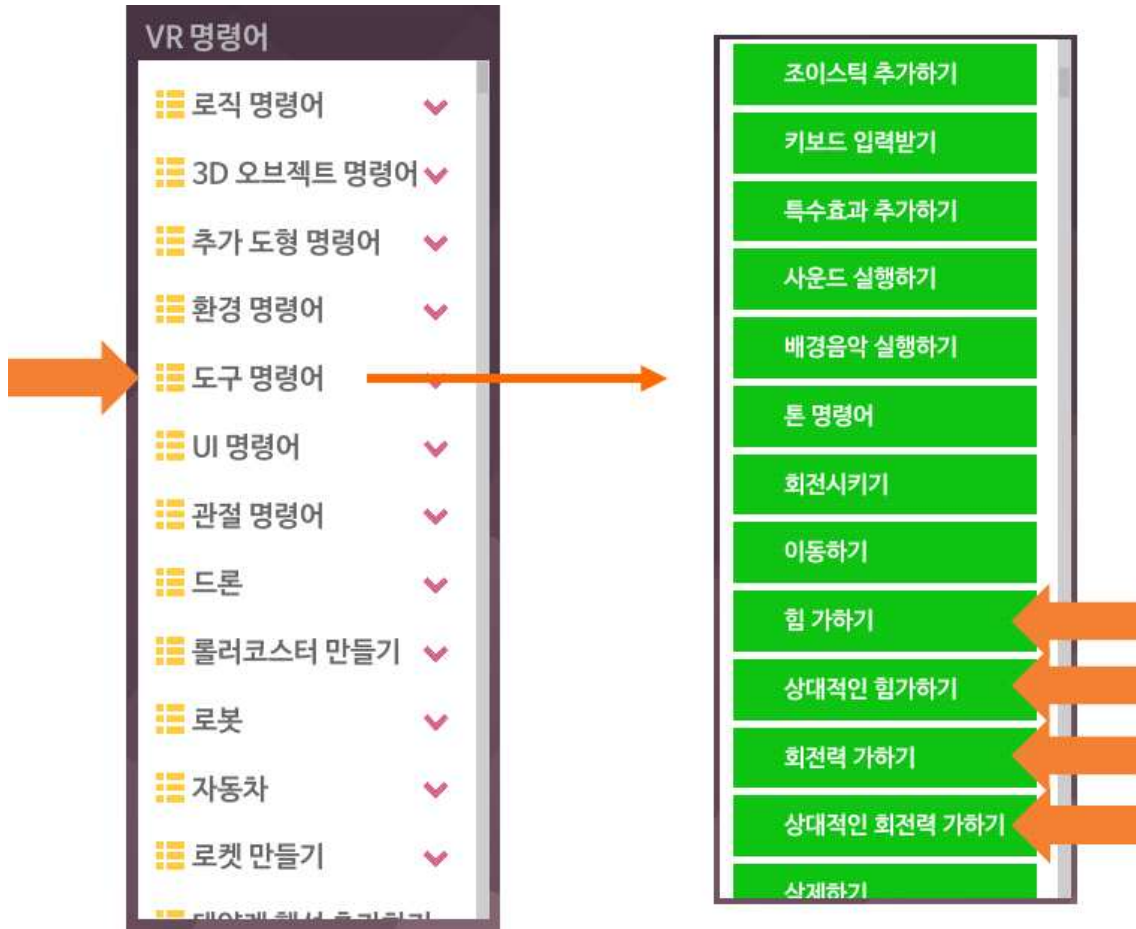 VR 명령어
로직 명령어
3D 오브젝트 명령어
추가 도형 명령어
환경 명령어
도구 명령어
UI 명령어
관절 명령어
드론
롤러코스터 만들기
로봇
자동차
로켓 만들기
조이스틱 추가하기
키보드 입력받기
특수효과 추가하기
사운드 실행하기
배경음악 실행하기
톤 명령어
회전시키기
이동하기
힘 가하기
상대적인 힘가하기
회전력 가하기
상대적인 회전력 가하기
삭제하기